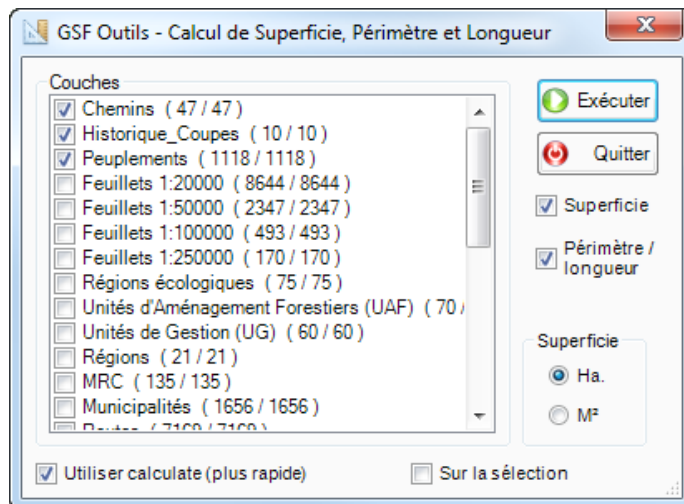 GSF Outils - Calcul de Superficie, Périmètre et Longueur
Couches
Chemins ( 47 / 47 )
Historique_Coupes ( 10 / 10 )
Peuplements ( 1118 / 1118 )
Feuillets 1:20000 ( 8644 / 8644 )
Feuillets 1:50000 ( 2347 / 2347 )
Feuillets 1:100000 ( 493 / 493 )
Feuillets 1:250000 ( 170 / 170 )
Régions écologiques ( 75 / 75 )
Unités d'Aménagement Forestiers (UAF) ( 70 /
Unités de Gestion (UG) ( 60 / 60 )
Régions ( 21 / 21 )
MRC ( 135 / 135 )
Municipalités ( 1656 / 1656 )
Routes ( 7169 / 7169 )
Exécuter
Quitter
Superficie
Périmètre /
longueur
Superficie
Ha.
M²
Utiliser calculate (plus rapide)
Sur la sélection